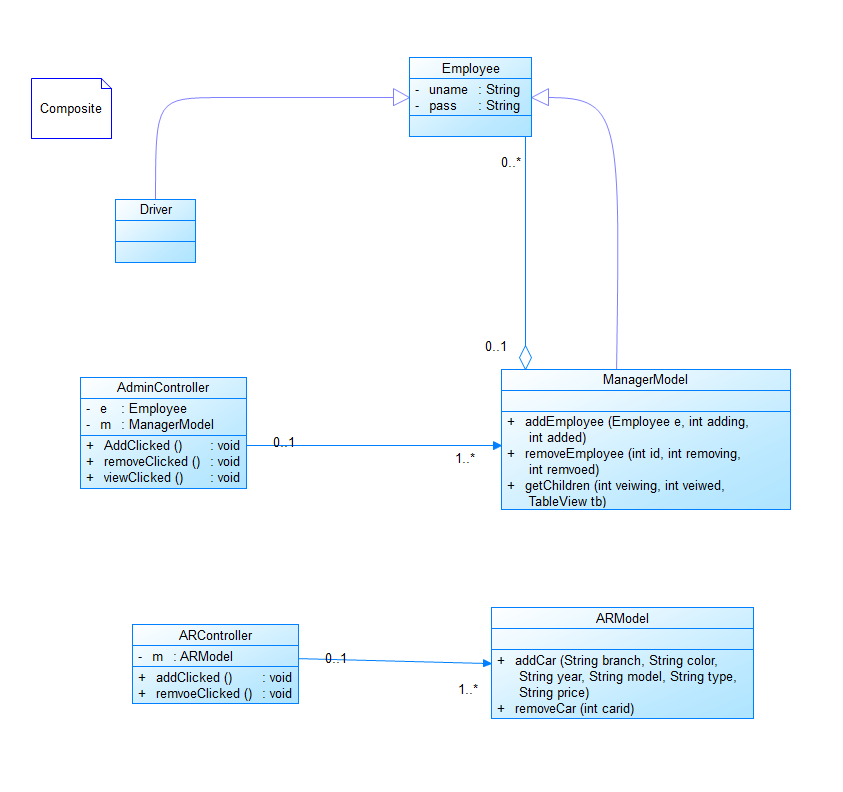 Employee
- uname : String
- pass : String
Composite
0..*
Driver
0..1
ManagerModel
+ addEmployee (Employee e, int adding,
int added)
+ removeEmployee (int id, int removing,
int remvoed)
+ getChildren (int veiwing, int veiwed,
TableView tb)
AdminController
- e : Employee
- m : ManagerModel
+ AddClicked () : void
+ removeClicked () : void
+ viewClicked () : void
0..1
1..*
ARModel
+ addCar (String branch, String color,
String year, String model, String type,
String price)
+ removeCar (int carid)
ARController
- m : ARModel
+ addClicked () : void
+ remvoeClicked () : void
0..1
1..*